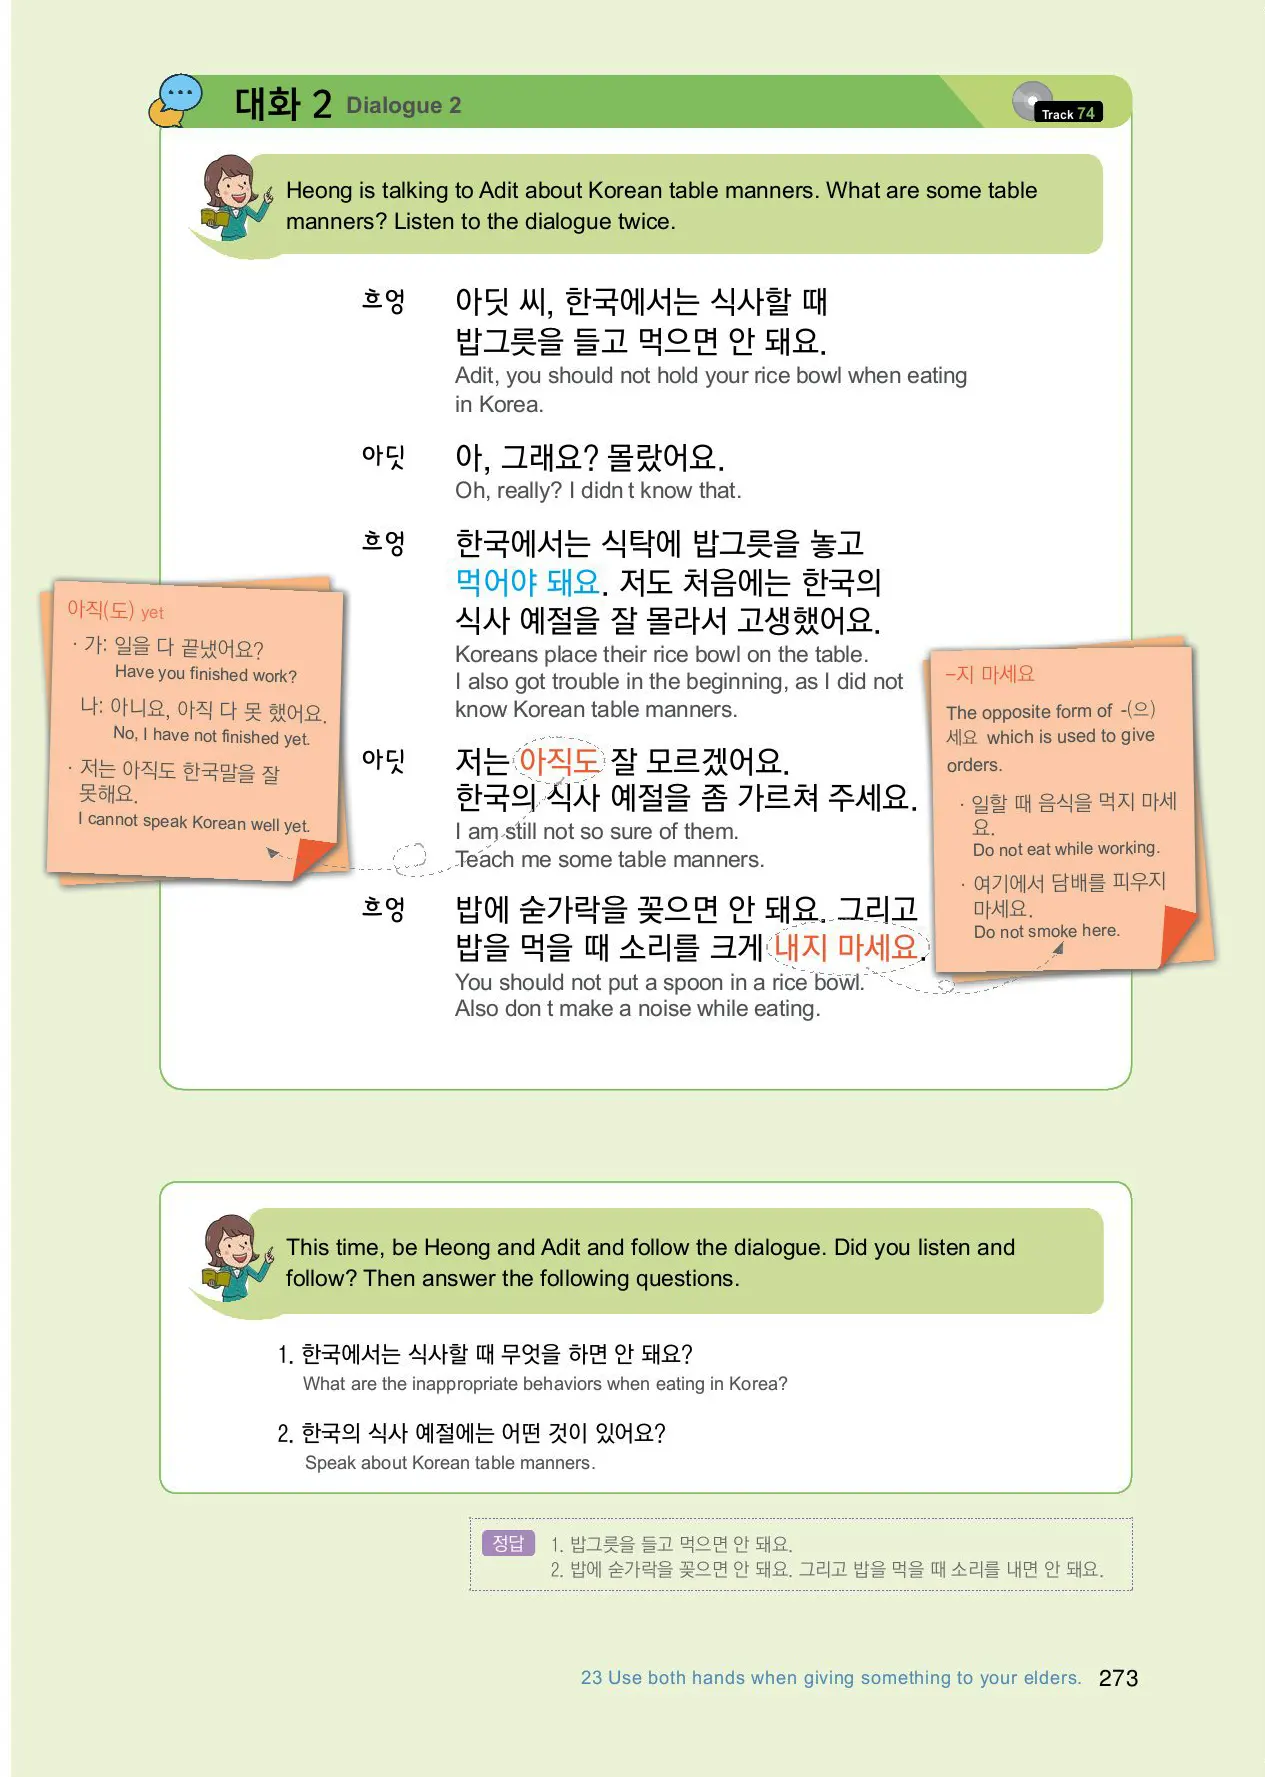 대화 2 Dialogue 2
Track 74
Heong is talking to Adit about Korean table manners. What are some table
manners? Listen to the dialogue twice.
흐엉 아딧 씨, 한국에서는 식사할 때
밥그릇을 들고 먹으면 안 돼요.
Adit, you should not hold your rice bowl when eating
in Korea.
아딧 아, 그래요? 몰랐어요.
Oh, really? I didn t know that.
흐엉 한국에서는 식탁에 밥그릇을 놓고
먹어야 돼요. 저도 처음에는 한국의
식사 예절을 잘 몰라서 고생했어요.
Koreans place their rice bowl on the table.
I also got trouble in the beginning, as I did not
know Korean table manners.
아딧 저는 아직도 잘 모르겠어요.
한국의 식사 예절을 좀 가르쳐 주세요.
I am still not so sure of them.
Teach me some table manners.
흐엉 밥에 숟가락을 꽂으면 안 돼요. 그리고
밥을 먹을 때 소리를 크게 내지 마세요.
You should not put a spoon in a rice bowl.
Also don t make a noise while eating.
아직(도) yet
· 가: 일을 다 끝냈어요?
Have you finished work?
나: 아니요, 아직 다 못 했어요.
No, I have not finished yet.
· 저는 아직도 한국말을 잘
못해요.
I cannot speak Korean well yet.
-지 마세요
The opposite form of -(으)
세요 which is used to give
orders.
· 일할 때 음식을 먹지 마세
요.
Do not eat while working.
· 여기에서 담배를 피우지
마세요.
Do not smoke here.
This time, be Heong and Adit and follow the dialogue. Did you listen and
follow? Then answer the following questions.
1. 한국에서는 식사할 때 무엇을 하면 안 돼요?
What are the inappropriate behaviors when eating in Korea?
2. 한국의 식사 예절에는 어떤 것이 있어요?
Speak about Korean table manners.
정답 1. 밥그릇을 들고 먹으면 안 돼요.
2. 밥에 숟가락을 꽂으면 안 돼요. 그리고 밥을 먹을 때 소리를 내면 안 돼요.
23 Use both hands when giving something to your elders. 273